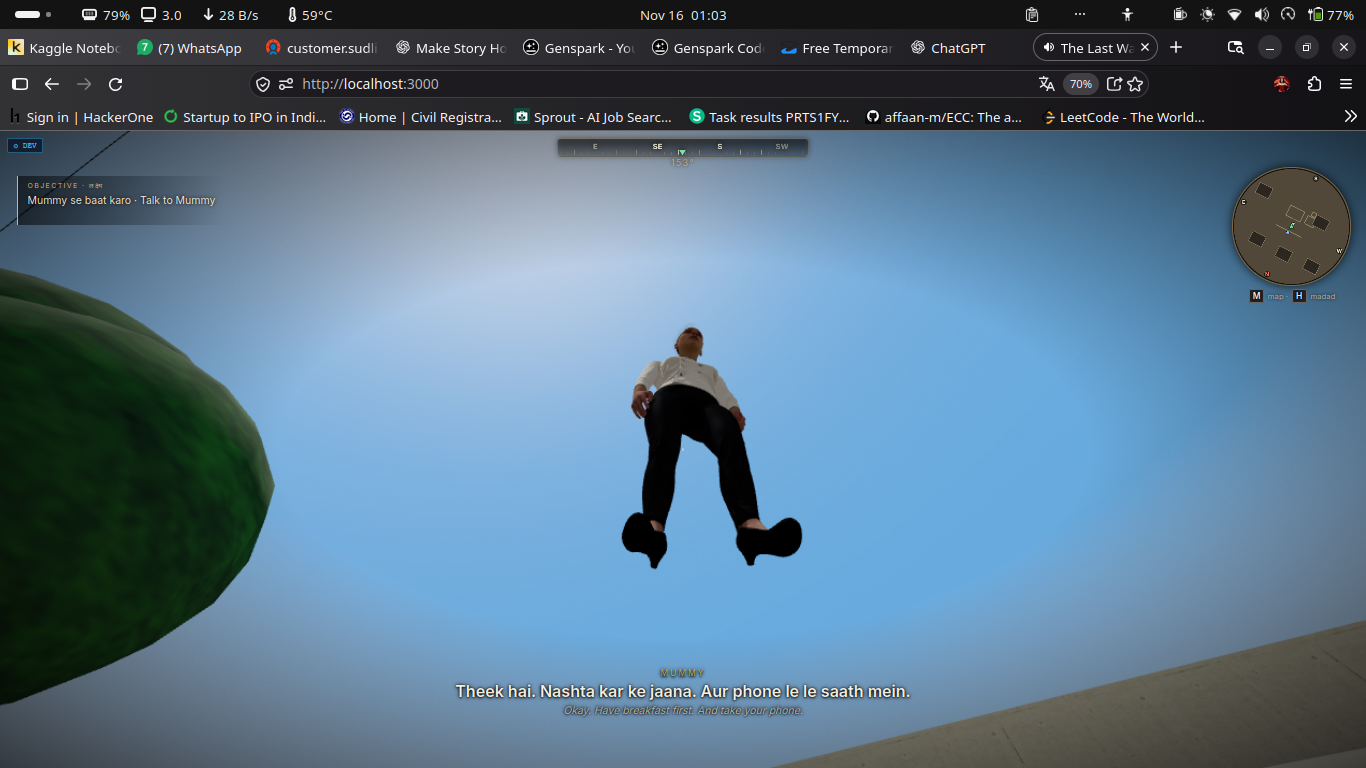 79% 3.0 28 B/s 59°C Nov 16 01:03 77%
Kaggle Noteb (7) WhatsApp customer.sudli Make Story Ho Genspark - You Genspark Cod Free Temporar ChatGPT The Last Wa
http://localhost:3000 70%
Sign in | HackerOne Startup to IPO in Indi... Home | Civil Registra... Sprout - AI Job Searc... Task results PRTS1FY... affaan-m/ECC: The a... LeetCode - The World...
DEV
E SE S SW
153°
OBJECTIVE · लक्ष्य
Mummy se baat karo · Talk to Mummy
E
W
N
M map · H madad
MUMMY
Theek hai. Nashta kar ke jaana. Aur phone le le saath mein.
Okay. Have breakfast first. And take your phone.